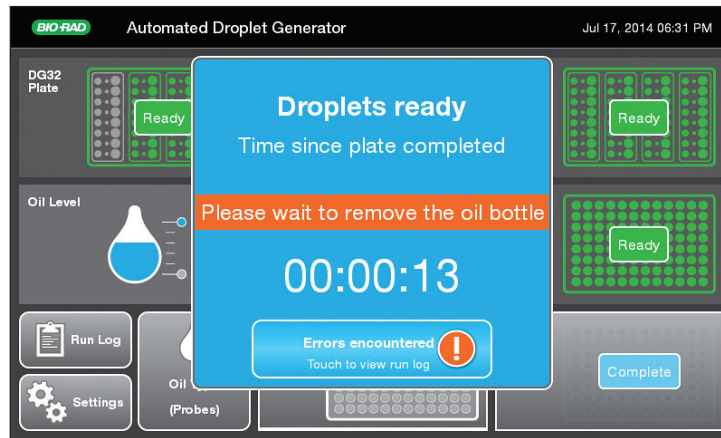 BIO-RAD
Automated Droplet Generator
Jul 17, 2014 06:31 PM
DG32
Plate
Ready
Ready
Droplets ready
Time since plate completed
Oil Level
Please wait to remove the oil bottle
Ready
00:00:13
Errors encountered
Touch to view run log
Run Log
Settings
Oil
(Probes)
Complete